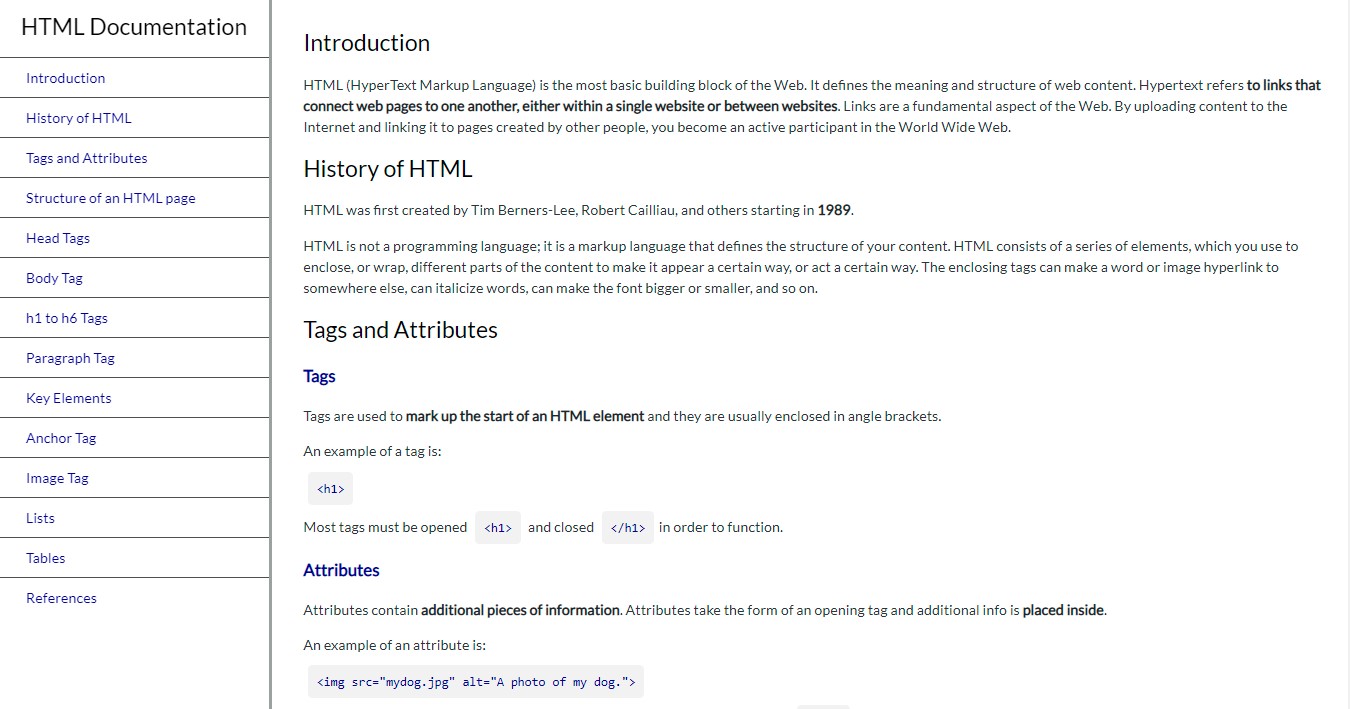 HTML Documentation
Introduction
History of HTML
Tags and Attributes
Structure of an HTML page
Head Tags
Body Tag
h1 to h6 Tags
Paragraph Tag
Key Elements
Anchor Tag
Image Tag
Lists
Tables
References
Introduction
HTML (HyperText Markup Language) is the most basic building block of the Web. It defines the meaning and structure of web content. Hypertext refers to links that
connect web pages to one another, either within a single website or between websites. Links are a fundamental aspect of the Web. By uploading content to the
Internet and linking it to pages created by other people, you become an active participant in the World Wide Web.
History of HTML
HTML was first created by Tim Berners-Lee, Robert Cailliau, and others starting in 1989.
HTML is not a programming language; it is a markup language that defines the structure of your content. HTML consists of a series of elements, which you use to
enclose, or wrap, different parts of the content to make it appear a certain way, or act a certain way. The enclosing tags can make a word or image hyperlink to
somewhere else, can italicize words, can make the font bigger or smaller, and so on.
Tags and Attributes
Tags
Tags are used to mark up the start of an HTML element and they are usually enclosed in angle brackets.
An example of a tag is:
<h1>
Most tags must be opened <h1> and closed </h1> in order to function.
Attributes
Attributes contain additional pieces of information. Attributes take the form of an opening tag and additional info is placed inside.
An example of an attribute is:
<img src="mydog.jpg" alt="A photo of my dog.">